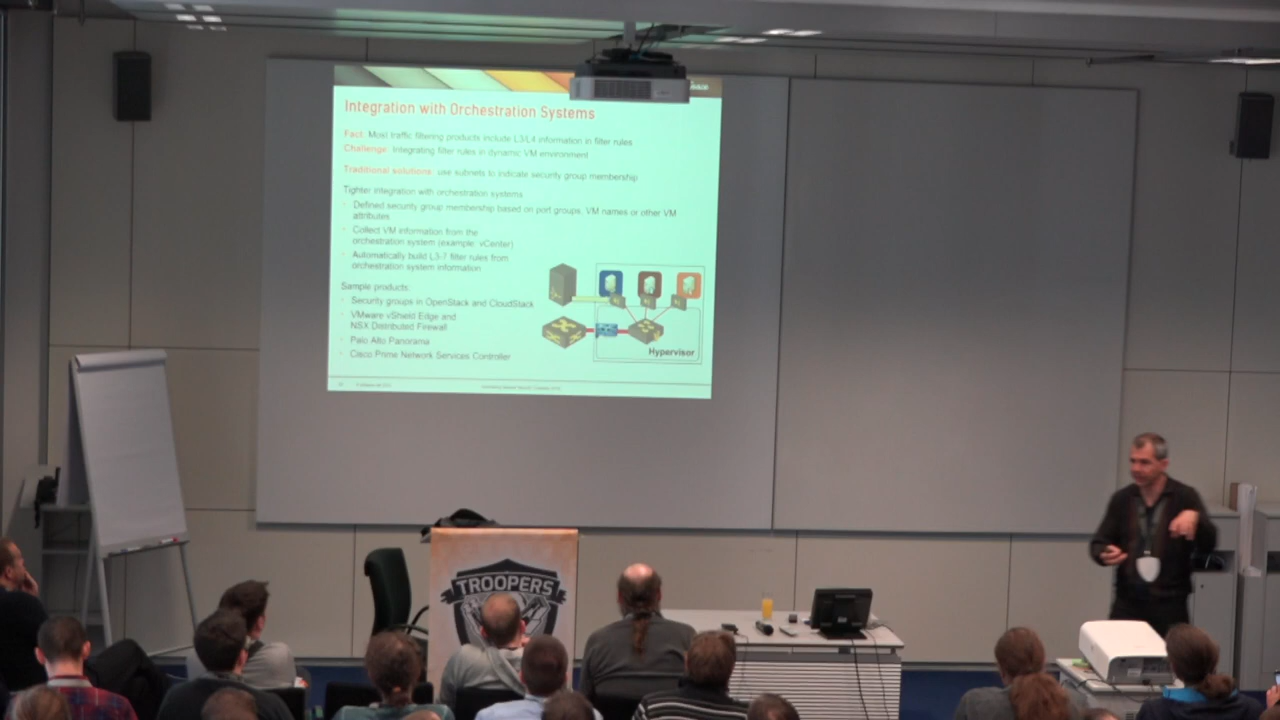 Integration with Orchestration Systems
Fact: Most traffic filtering products include L3/L4 information in filter rules
Challenge: Integrating filter rules in dynamic VM environment
Traditional solutions: use subnets to indicate security group membership
Tighter integration with orchestration systems
Defined security group membership based on port groups, VM names or other VM
attributes
Collect VM information from the
orchestration system (example: vCenter)
Automatically build L3-7 filter rules from
orchestration system information
Sample products:
Security groups in OpenStack and CloudStack
VMware vShield Edge and
NSX Distributed Firewall
Palo Alto Panorama
Cisco Prime Network Services Controller
Hypervisor
TROOPERS